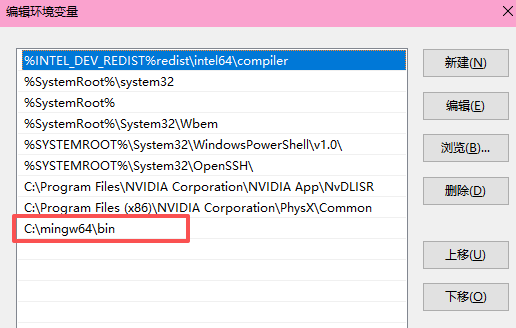 编辑环境变量
%INTEL_DEV_REDIST%redist\intel64\compiler
%SystemRoot%\system32
%SystemRoot%
%SystemRoot%\System32\Wbem
%SYSTEMROOT%\System32\WindowsPowerShell\v1.0\
%SYSTEMROOT%\System32\OpenSSH\
C:\Program Files\NVIDIA Corporation\NVIDIA App\NvDLISR
C:\Program Files (x86)\NVIDIA Corporation\PhysX\Common
C:\mingw64\bin
新建(N)
编辑(E)
浏览(B)...
删除(D)
上移(U)
下移(O)